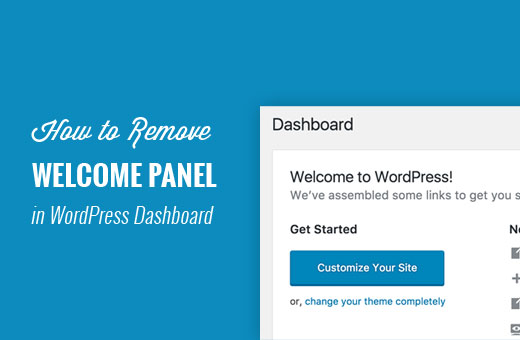 How to Remove
WELCOME PANEL
in WordPress Dashboard
Dashboard
Welcome to WordPress!
We've assembled some links to get you s
Get Started
Customize Your Site
or, change your theme completely